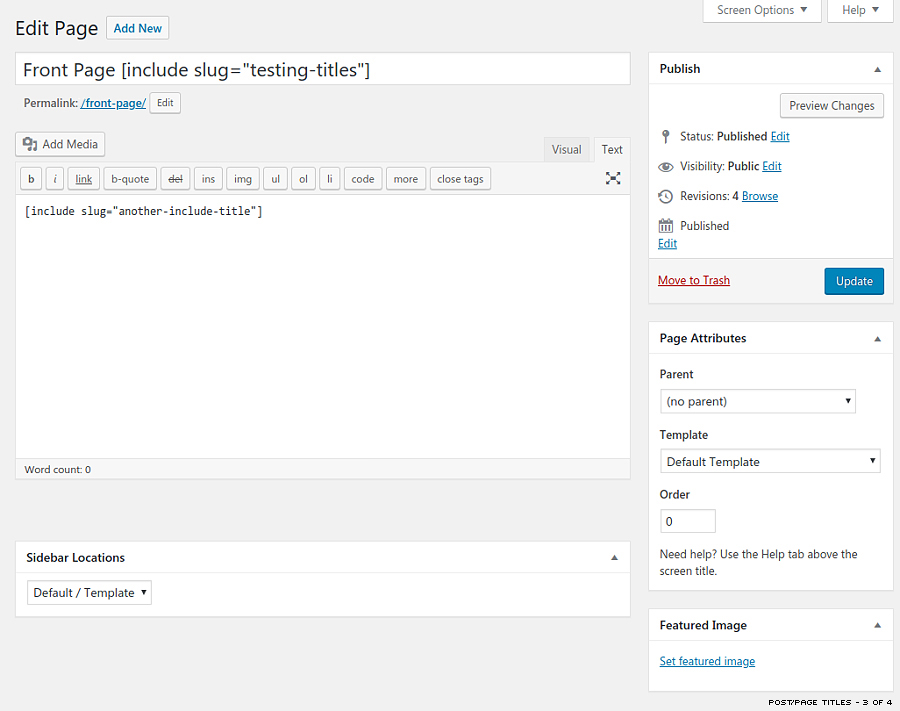 Screen Options ▼
Help ▼
Edit Page
Add New
Front Page [include slug="testing-titles"]
Permalink: /front-page/ Edit
Add Media
Visual
Text
b
i
link
b-quote
del
ins
img
ul
ol
li
code
more
close tags
[include slug="another-include-title"]
Word count: 0
Sidebar Locations
Default / Template
Publish
Preview Changes
Status: Published Edit
Visibility: Public Edit
Revisions: 4 Browse
Published
Edit
Move to Trash
Update
Page Attributes
Parent
(no parent)
Template
Default Template
Order
0
Need help? Use the Help tab above the
screen title.
Featured Image
Set featured image
POST/PAGE TITLES - 3 OF 4